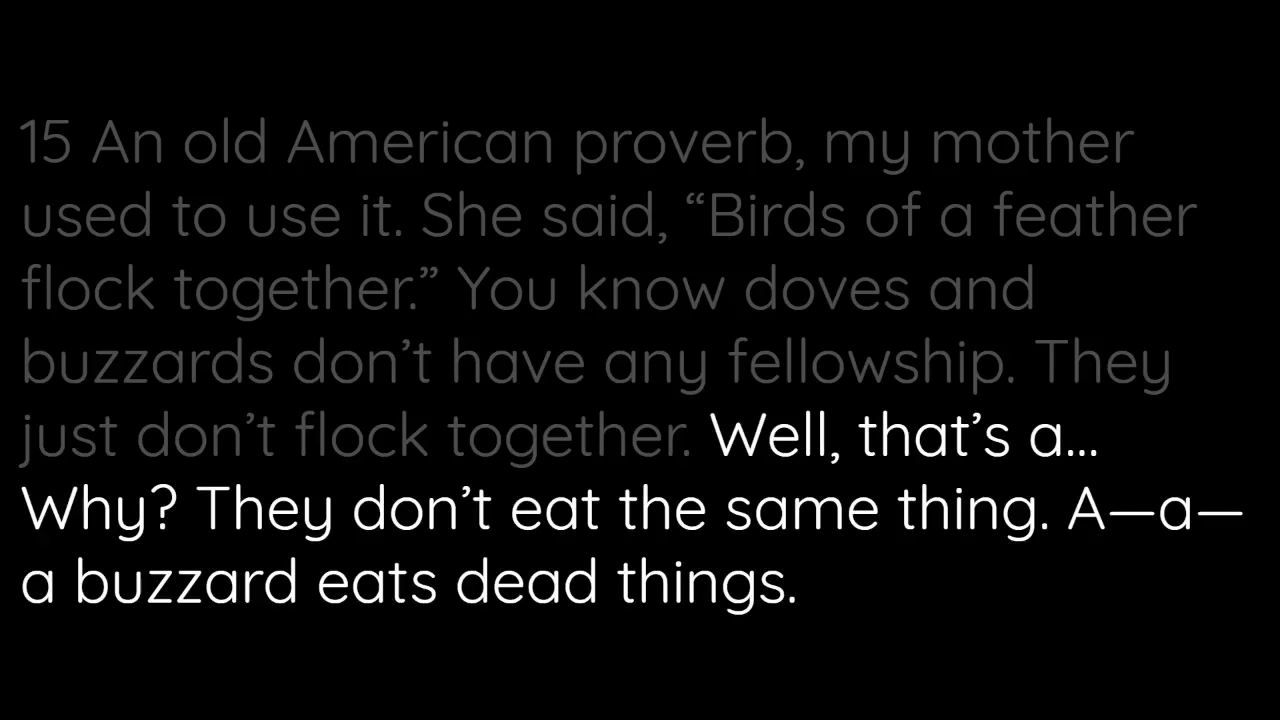 15 An old American proverb, my mother
used to use it. She said, “Birds of a feather
flock together.” You know doves and
buzzards don’t have any fellowship. They
just don’t flock together. Well, that’s a...
Why? They don’t eat the same thing. A—a—
a buzzard eats dead things.